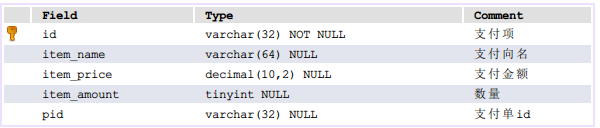 Field Type Comment
id varchar(32) NOT NULL 支付项
item_name varchar(64) NULL 支付向名
item_price decimal(10,2) NULL 支付金额
item_amount tinyint NULL 数量
pid varchar(32) NULL 支付单id